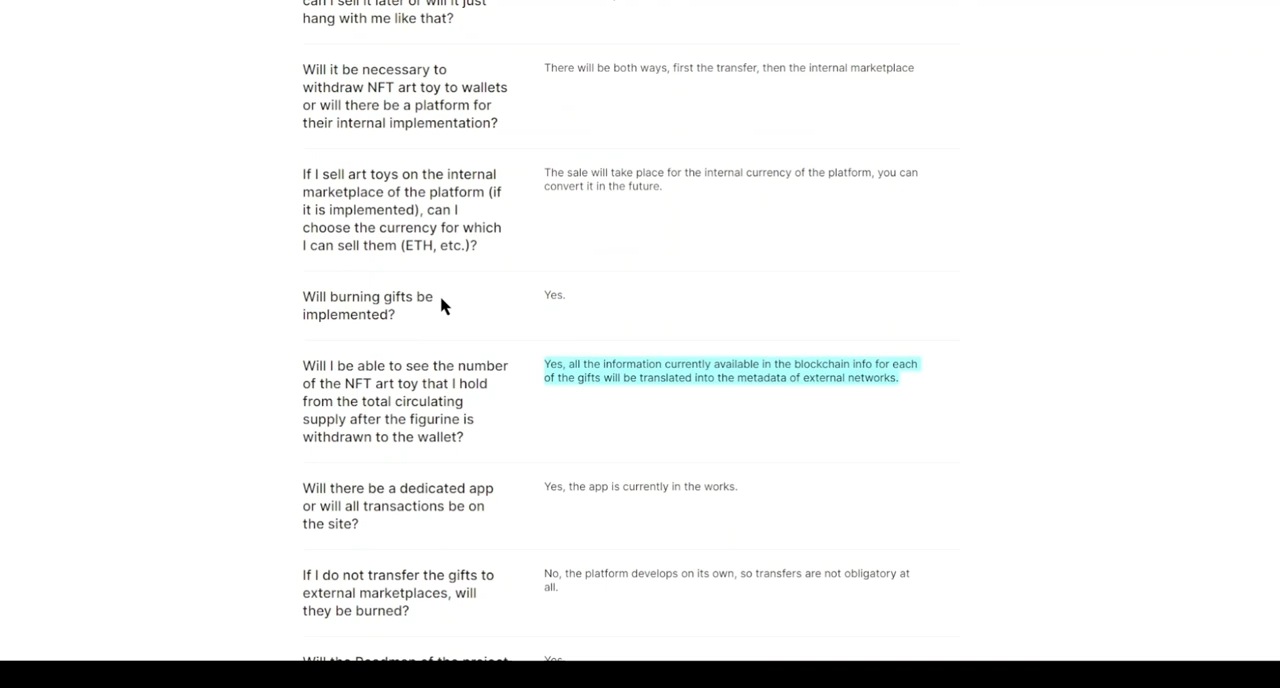 can I sell it later or will it just
hang with me like that?
Will it be necessary to
withdraw NFT art toy to wallets
or will there be a platform for
their internal implementation?
There will be both ways, first the transfer, then the internal marketplace
If I sell art toys on the internal
marketplace of the platform (if
it is implemented), can I
choose the currency for which
I can sell them (ETH, etc.)?
The sale will take place for the internal currency of the platform, you can
convert it in the future.
Will burning gifts be
implemented?
Yes.
Will I be able to see the number
of the NFT art toy that I hold
from the total circulating
supply after the figurine is
withdrawn to the wallet?
Yes, all the information currently available in the blockchain info for each
of the gifts will be translated into the metadata of external networks.
Will there be a dedicated app
or will all transactions be on
the site?
Yes, the app is currently in the works.
If I do not transfer the gifts to
external marketplaces, will
they be burned?
No, the platform develops on its own, so transfers are not obligatory at
all.
Will the Roadmap of the project
Yes